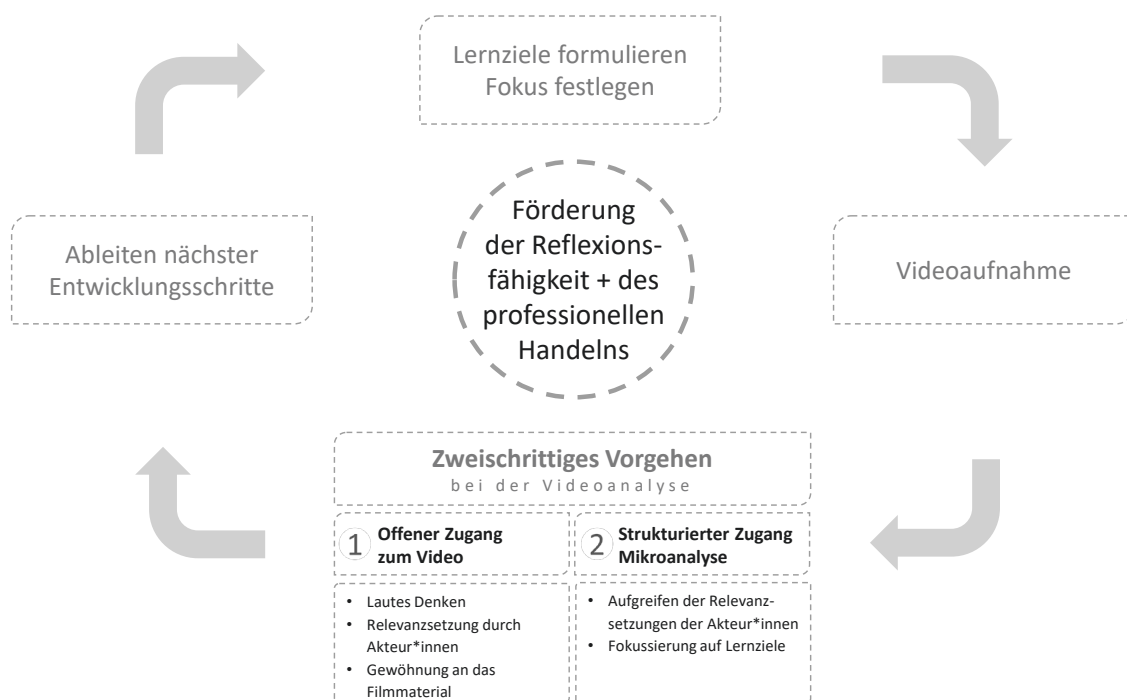 Lernziele formulieren
Fokus festlegen
Förderung
der Reflexions-
fähigkeit + des
professionellen
Handelns
Ableiten nächster
Entwicklungsschritte
Videoaufnahme
Zweischrittiges Vorgehen
bei der Videoanalyse
1 Offener Zugang
zum Video
2 Strukturierter Zugang
Mikroanalyse
• Lautes Denken
• Relevanzsetzung durch
Akteur*innen
• Gewöhnung an das
Filmmaterial
• Aufgreifen der Relevanz-
setzungen der Akteur*innen
• Fokussierung auf Lernziele